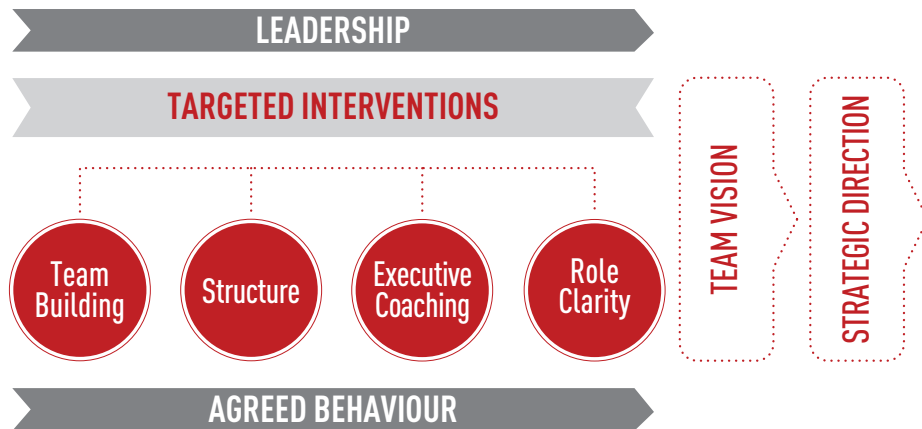 LEADERSHIP
TARGETED INTERVENTIONS
Team
Building
Structure
Executive
Coaching
Role
Clarity
AGREED BEHAVIOUR
TEAM VISION
STRATEGIC DIRECTION